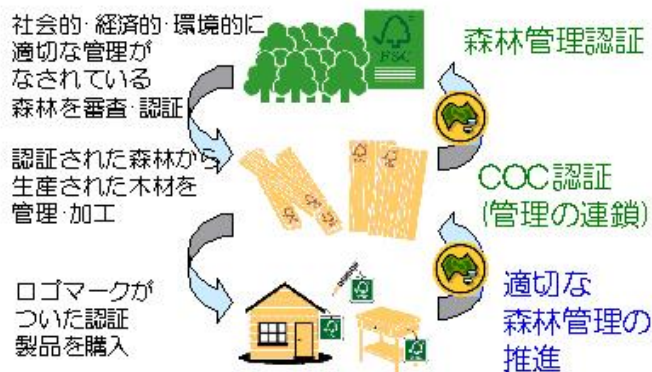 社会的・経済的・環境的に
適切な管理が
なされている
森林を審査・認証
FSC
森林管理認証
認証された森林から
生産された木材を
管理・加工
COC認証
(管理の連鎖)
ロゴマークが
ついた認証
製品を購入
適切な
森林管理の
推進